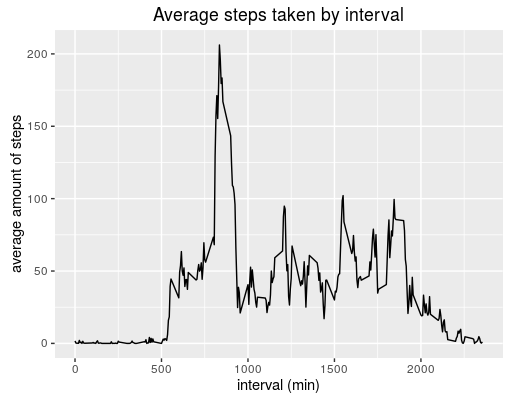 Average steps taken by interval
average amount of steps
200
150
100
50
0
0 500 1000 1500 2000
interval (min)